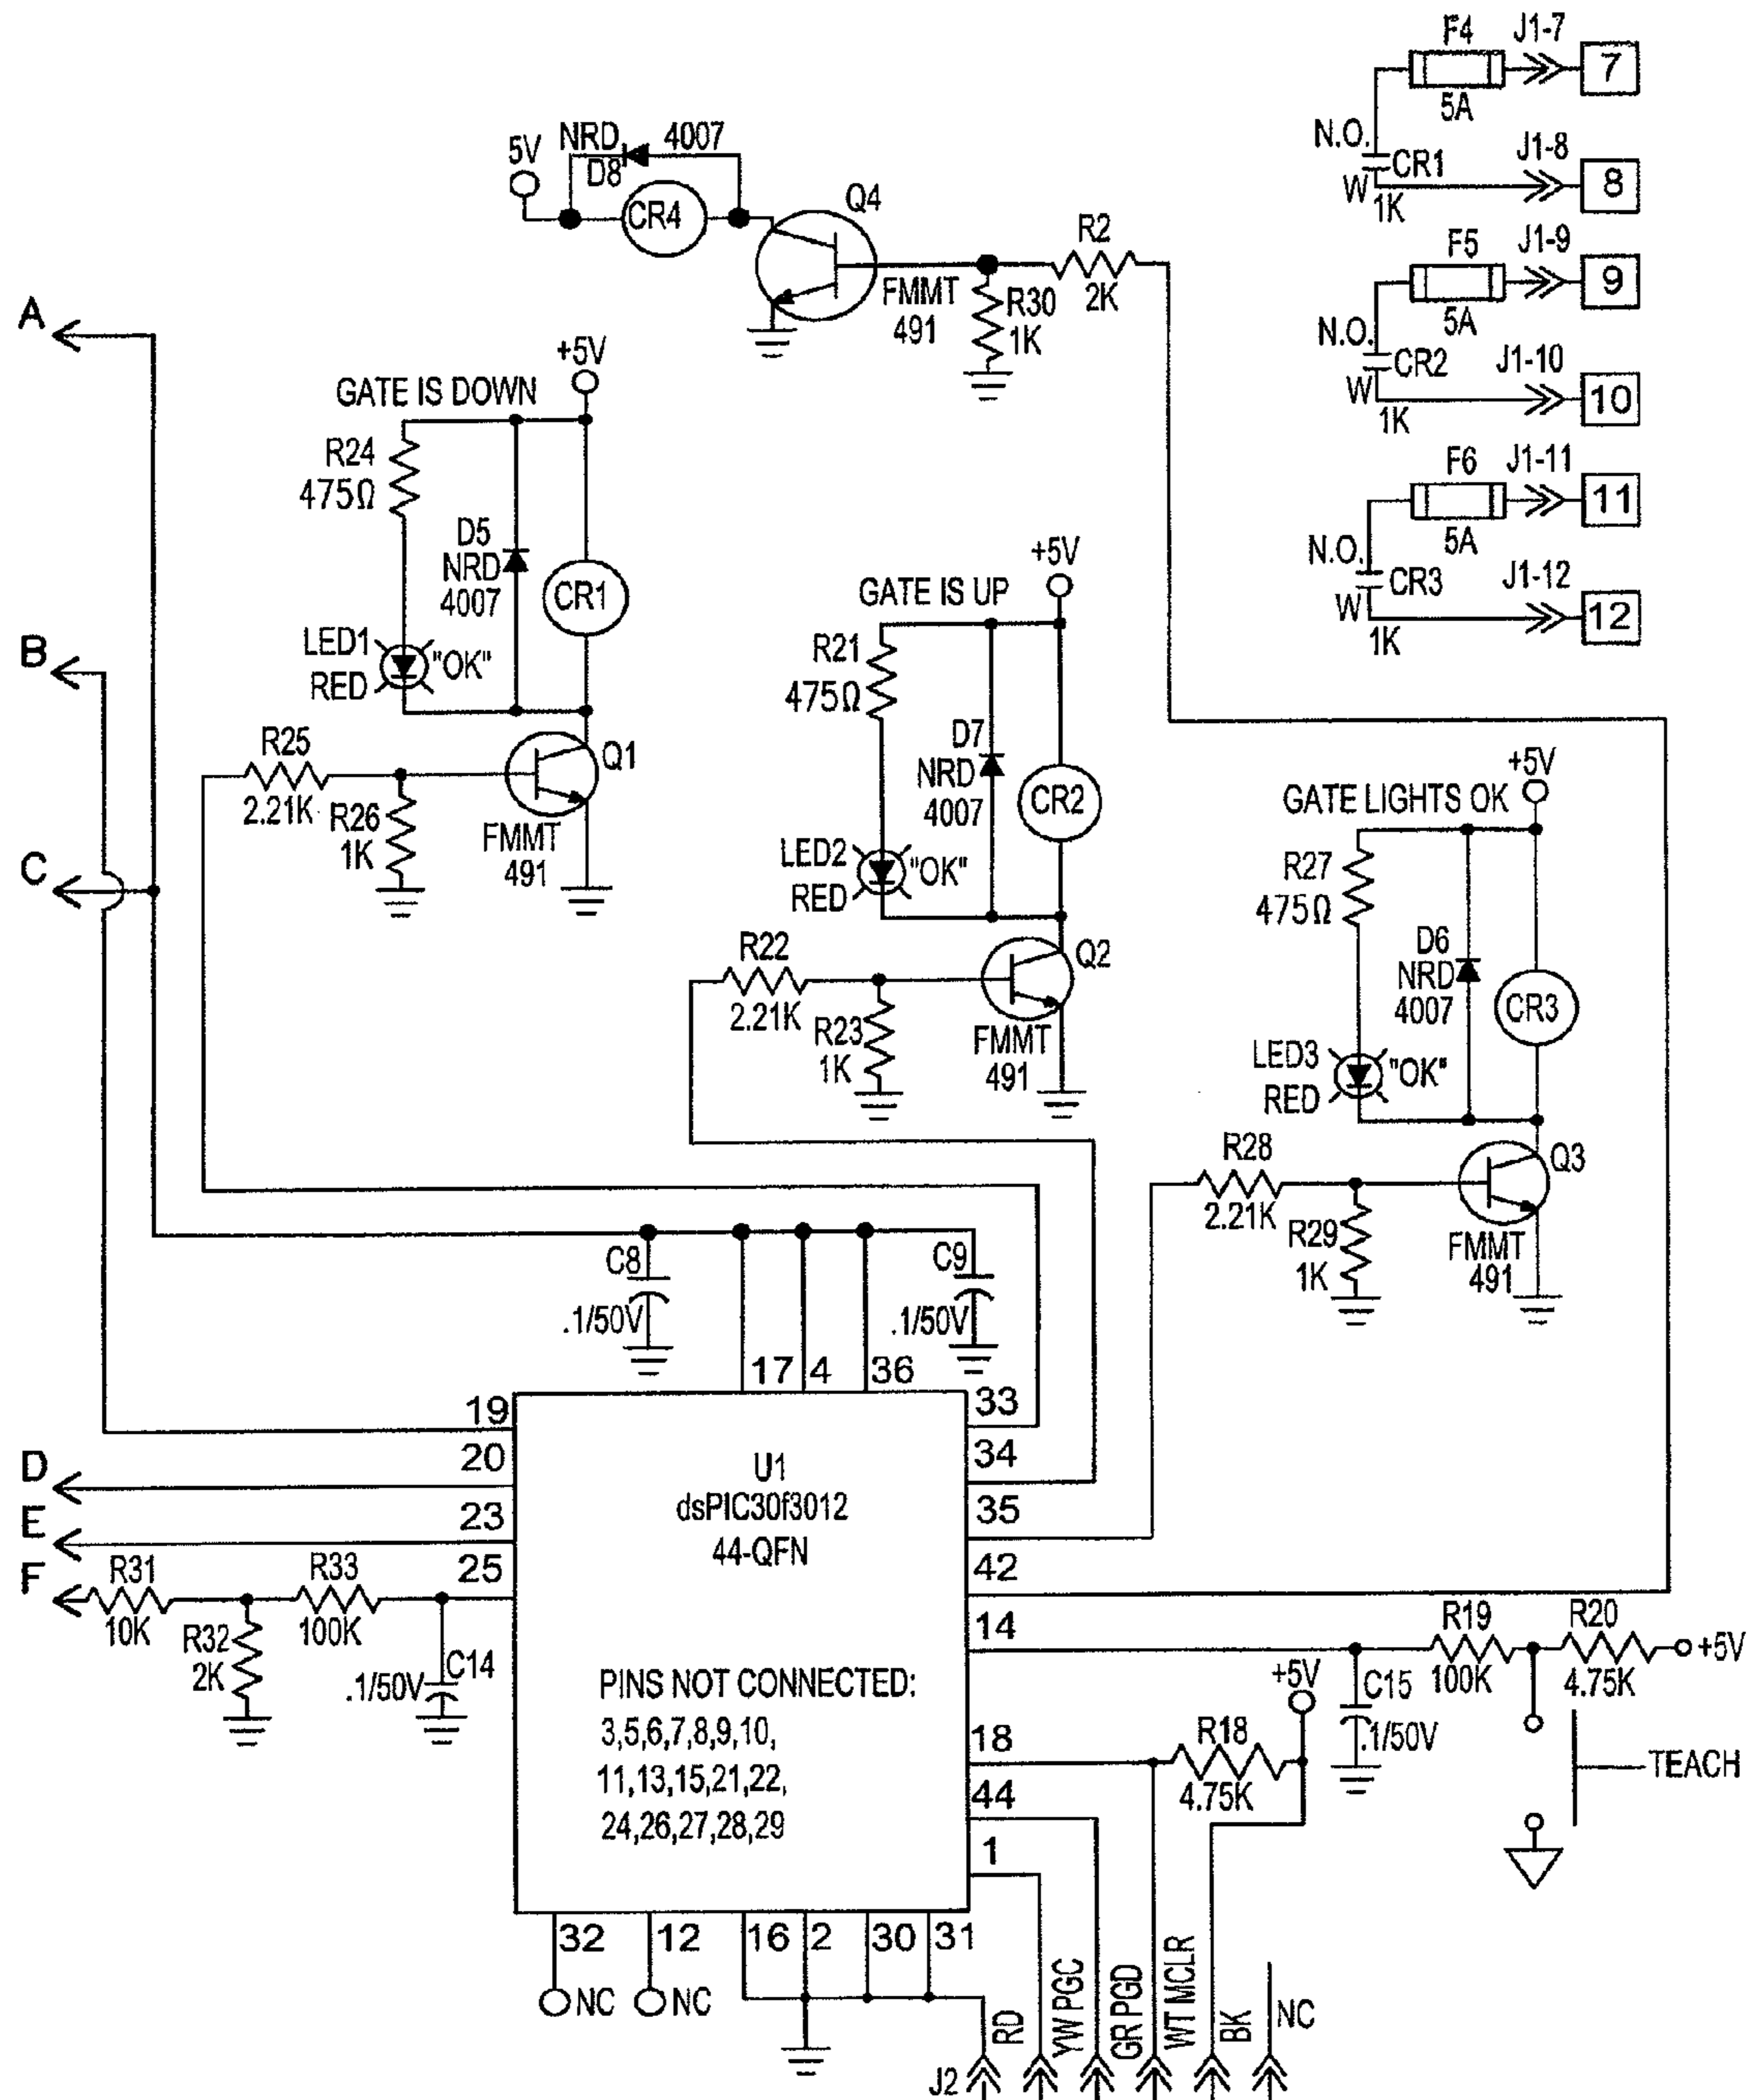 F4 J1-7
7
5A
N.O.
CR1
J1-8
8
W
1K
F5 J1-9
9
5A
N.O.
CR2
J1-10
10
W
1K
F6 J1-11
11
5A
N.O.
CR3
J1-12
12
W
1K
5V
NRD 4007
D8
CR4
Q4
FMMT
491
R30
1K
R2
2K
A
B
C
GATE IS DOWN
+5V
R24
475Ω
D5
NRD
4007
CR1
LED1
RED
"OK"
R25
2.21K
R26
1K
Q1
FMMT
491
GATE IS UP
+5V
R21
475Ω
D7
NRD
4007
CR2
LED2
RED
"OK"
R22
2.21K
R23
1K
Q2
FMMT
491
GATE LIGHTS OK
+5V
R27
475Ω
D6
NRD
4007
CR3
LED3
RED
"OK"
R28
2.21K
R29
1K
Q3
FMMT
491
C8
.1/50V
C9
.1/50V
17 4 36
19
20
23
25
33
34
35
42
14
18
44
1
U1
dsPIC30f3012
44-QFN
PINS NOT CONNECTED:
3,5,6,7,8,9,10,
11,13,15,21,22,
24,26,27,28,29
D
E
F
R31
10K
R32
2K
R33
100K
C14
.1/50V
R19
100K
R20
4.75K
+5V
C15
.1/50V
+5V
R18
4.75K
TEACH
32 12 16 2 30 31
NC NC
J2
RD
YW PGC
GR PGD
WT MCLR
BK
NC